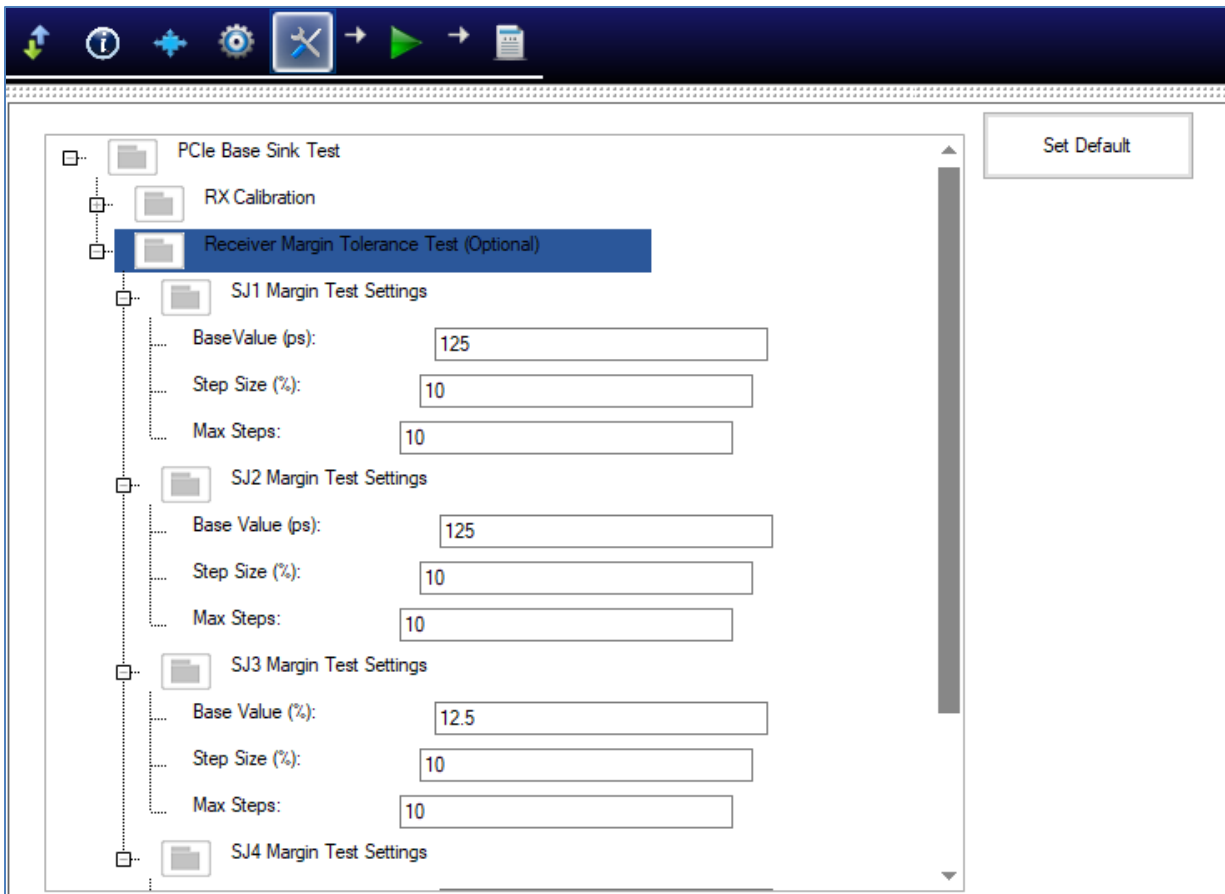 PCIe Base Sink Test
Set Default
RX Calibration
Receiver Margin Tolerance Test (Optional)
SJ1 Margin Test Settings
BaseValue (ps): 125
Step Size (%): 10
Max Steps: 10
SJ2 Margin Test Settings
Base Value (ps): 125
Step Size (%): 10
Max Steps: 10
SJ3 Margin Test Settings
Base Value (%): 12.5
Step Size (%): 10
Max Steps: 10
SJ4 Margin Test Settings